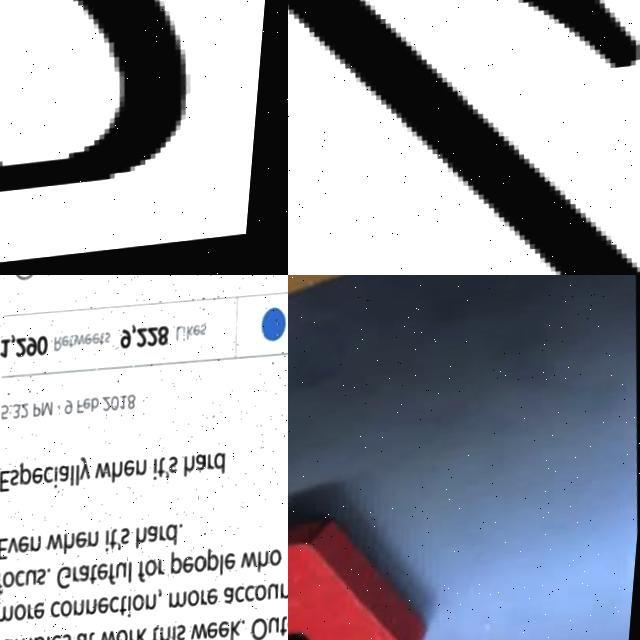 at work this week. Out
more connection, more accoun
focus. Grateful for people who
Even when it's hard.
Especially when it's hard
5:32 PM · 9 Feb 2018
1,290 Retweets 9,228 Likes